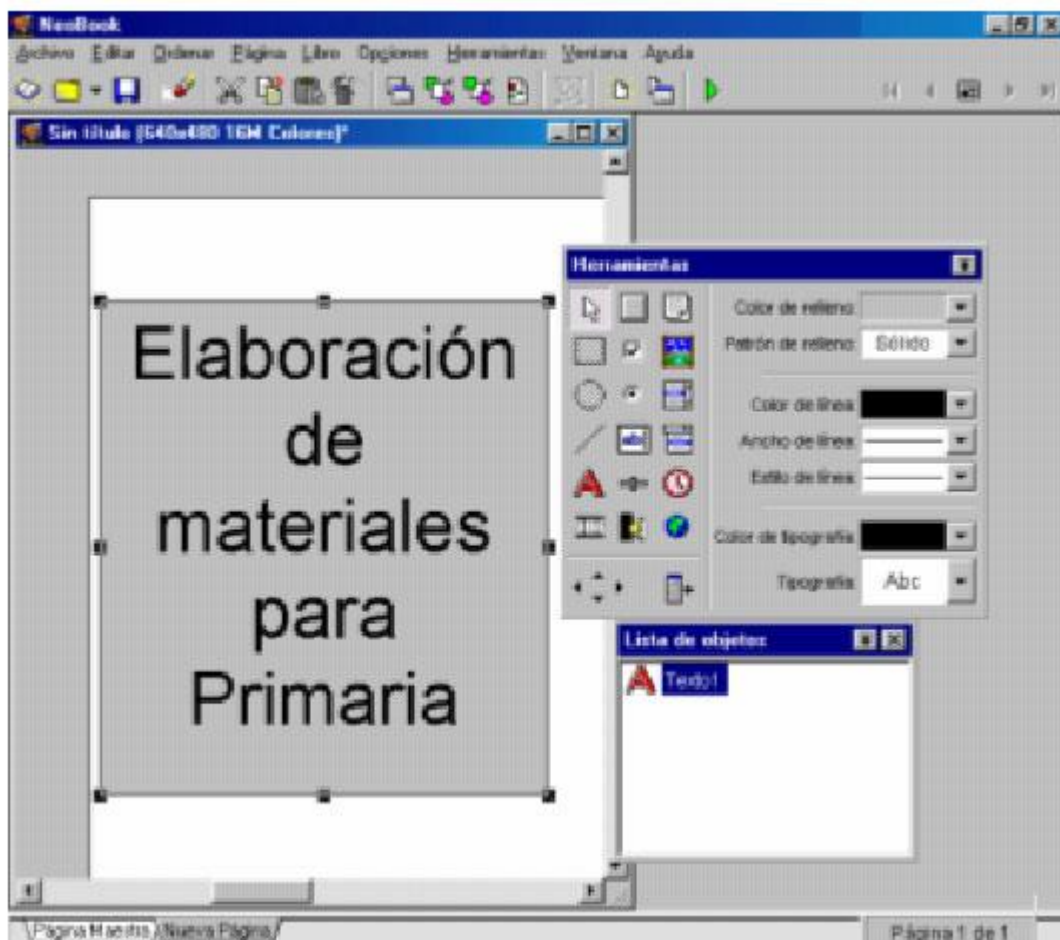 NeoBook
Archivo Editar Ordenar Página Libro Opciones Herramientas Ventana Ayuda
Sin título [640x480 16M Colores]*
Elaboración
de
materiales
para
Primaria
Herramientas
Color de relleno:
Patrón de relleno: Sólido
Color de línea:
Ancho de línea:
Estilo de línea:
abc
A
Color de tipografía:
Tipografía: Abc
Lista de objetos
A Texto1
Página Maestra Nueva Página
Página 1 de 1